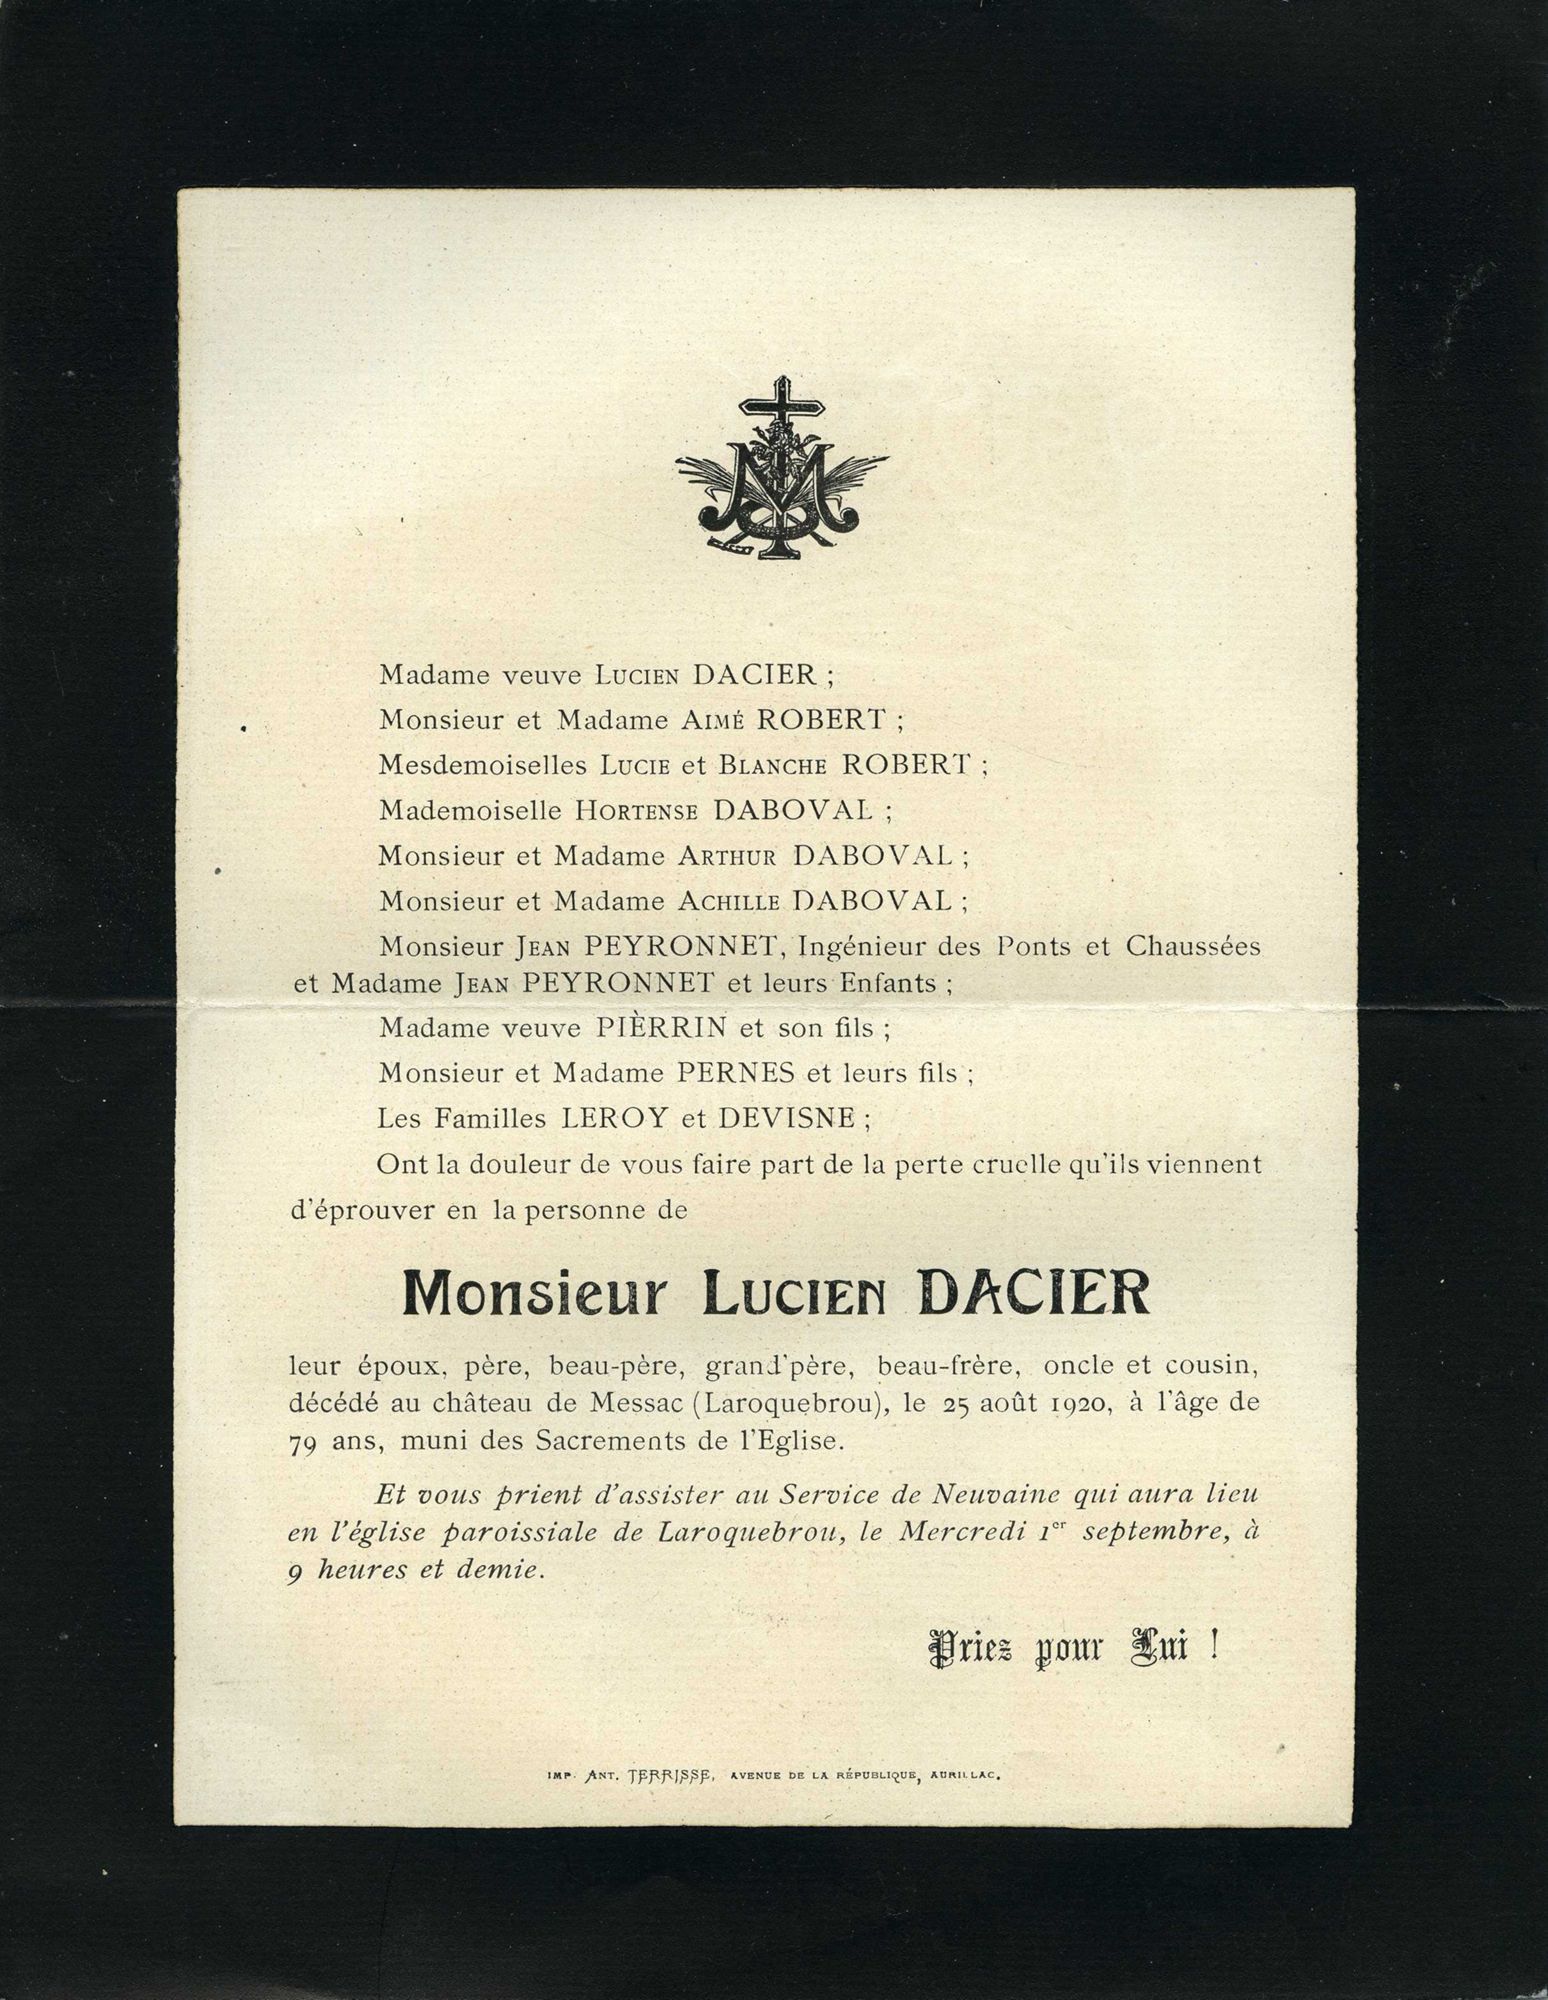 Madame veuve LUCIEN DACIER ;
Monsieur et Madame AIMÉ ROBERT ;
Mesdemoiselles LUCIE et BLANCHE ROBERT ;
Mademoiselle HORTENSE DABOVAL ;
Monsieur et Madame ARTHUR DABOVAL ;
Monsieur et Madame ACHILLE DABOVAL ;
Monsieur JEAN PEYRONNET, Ingénieur des Ponts et Chaussées
et Madame JEAN PEYRONNET et leurs Enfants ;
Madame veuve PIÈRRIN et son fils ;
Monsieur et Madame PERNES et leurs fils ;
Les Familles LEROY et DEVISNE ;
Ont la douleur de vous faire part de la perte cruelle qu'ils viennent
d'éprouver en la personne de
Monsieur LUCIEN DACIER
leur époux, père, beau-père, grand'père, beau-frère, oncle et cousin,
décédé au château de Messac (Laroquebrou), le 25 août 1920, à l'âge de
79 ans, muni des Sacrements de l'Eglise.
Et vous prient d'assister au Service de Neuvaine qui aura lieu
en l'église paroissiale de Laroquebrou, le Mercredi 1er septembre, à
9 heures et demie.
Priez pour Lui !
IMP. ANT. TERRISSE, AVENUE DE LA RÉPUBLIQUE, AURILLAC.